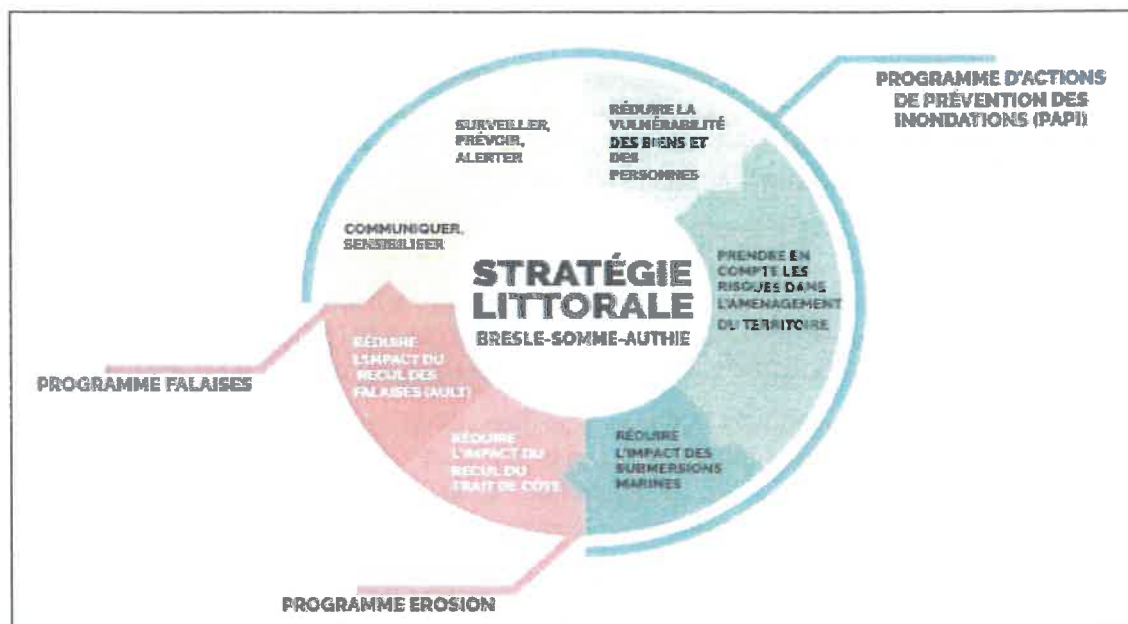 PROGRAMME D'ACTIONS
DE PRÉVENTION DES
INONDATIONS (PAPI)
RÉDUIRE LA
VULNÉRABILITÉ
DES BIENS ET
DES
PERSONNES
SURVEILLER,
PRÉVOIR,
ALERTER
COMMUNIQUER,
SENSIBILISER
STRATÉGIE
LITTORALE
BRESLE-SOMME-AUTHIE
PRENDRE EN
COMPTE LES
RISQUES DANS
L'AMENAGEMENT
DU TERRITOIRE
RÉDUIRE
L'IMPACT DU
RECUL DES
FALAISES (AULT)
PROGRAMME FALAISES
RÉDUIRE
L'IMPACT DU
RECUL DU
TRAIT DE CÔTE
RÉDUIRE
L'IMPACT DES
SUBMERSIONS
MARINES
PROGRAMME EROSION